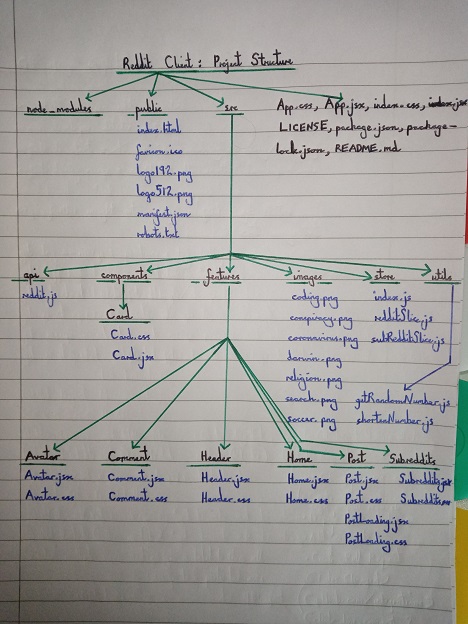 Reddit Client : Project Structure
node_modules
public
src
App.css, App.jsx, index.css, index.jsx
LICENSE, package.json, package-
lock.json, README.md
index.html
favicon.ico
logo192.png
logo512.png
manifest.json
robots.txt
api
components
features
images
store
utils
reddit.js
Card
Card.css
Card.jsx
coding.png
conspiracy.png
coronavirus.png
darwin.png
religion.png
search.png
soccer.png
index.js
redditSlice.js
subRedditSlice.js
getRandomNumber.js
shortenNumber.js
Avatar
Comment
Header
Home
Post
Subreddits
Avatar.jsx
Comment.jsx
Header.jsx
Home.jsx
Post.jsx
Subreddits.jsx
Avatar.css
Comment.css
Header.css
Home.css
Post.css
Subreddits.css
PostLoading.jsx
PostLoading.css